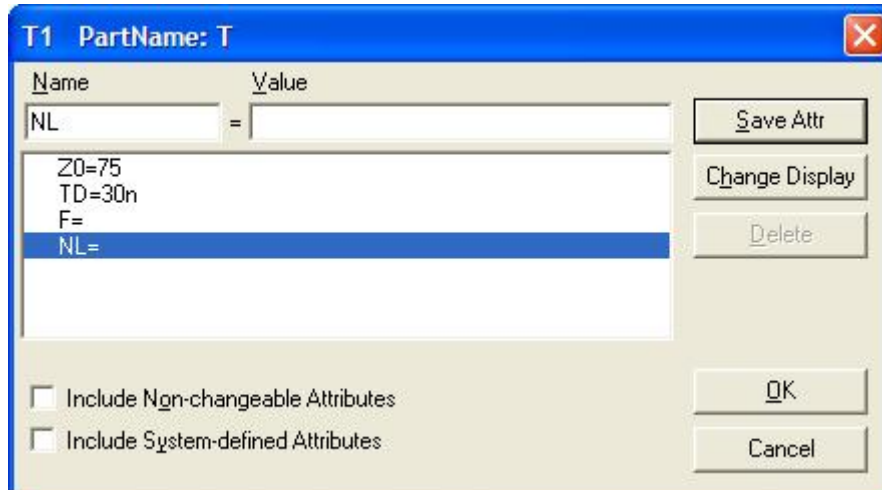 T1 PartName: T
Name Value
NL = Save Attr
Z0=75
TD=30n
F=
NL=
Change Display
Delete
Include Non-changeable Attributes
Include System-defined Attributes
OK
Cancel